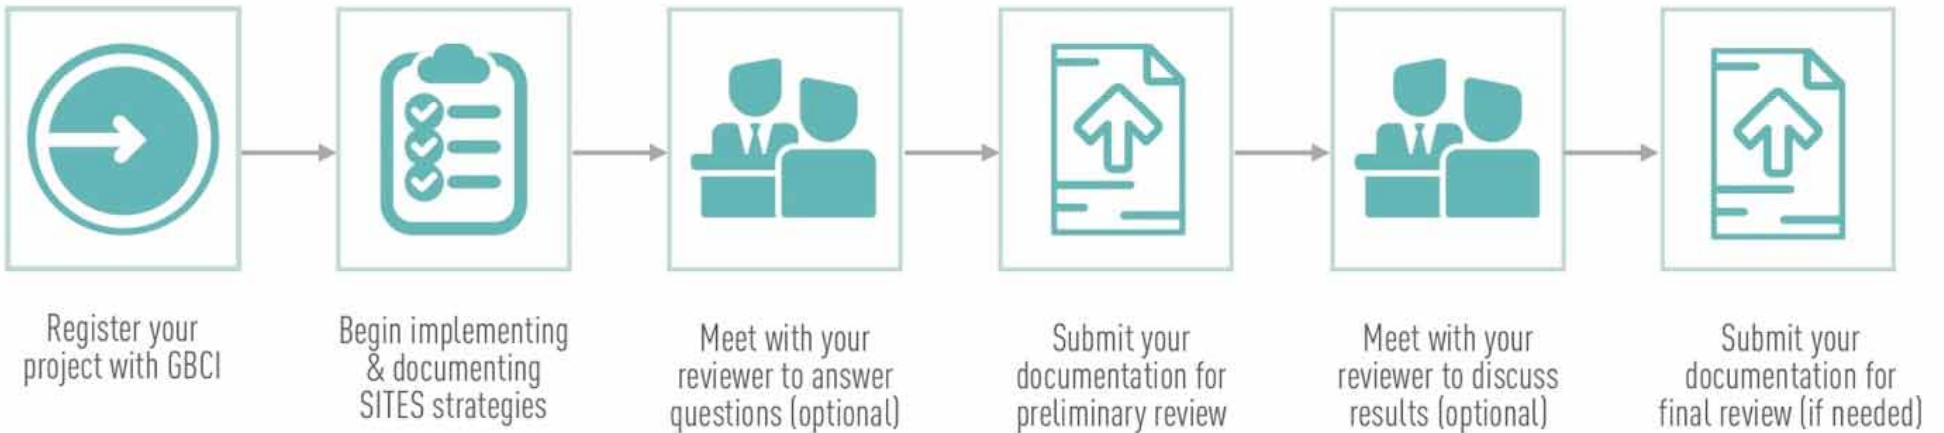 Register your
project with GBCI
Begin implementing
& documenting
SITES strategies
Meet with your
reviewer to answer
questions (optional)
Submit your
documentation for
preliminary review
Meet with your
reviewer to discuss
results (optional)
Submit your
documentation for
final review (if needed)